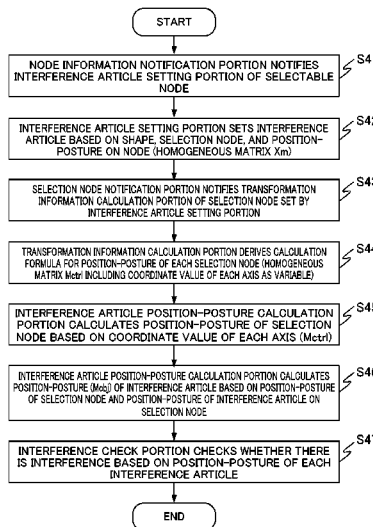 START
S41
NODE INFORMATION NOTIFICATION PORTION NOTIFIES
INTERFERENCE ARTICLE SETTING PORTION OF SELECTABLE
NODE
S42
INTERFERENCE ARTICLE SETTING PORTION SETS INTERFERENCE
ARTICLE BASED ON SHAPE, SELECTION NODE, AND POSITION-
POSTURE ON NODE (HOMOGENEOUS MATRIX Xm)
S43
SELECTION NODE NOTIFICATION PORTION NOTIFIES TRANSFORMATION
INFORMATION CALCULATION PORTION OF SELECTION NODE SET BY
INTERFERENCE ARTICLE SETTING PORTION
S44
TRANSFORMATION INFORMATION CALCULATION PORTION DERIVES CALCULATION
FORMULA FOR POSITION-POSTURE OF EACH SELECTION NODE (HOMOGENEOUS
MATRIX Mctrl INCLUDING COORDINATE VALUE OF EACH AXIS AS VARIABLE)
S45
INTERFERENCE ARTICLE POSITION-POSTURE CALCULATION
PORTION CALCULATES POSITION-POSTURE OF SELECTION
NODE BASED ON COORDINATE VALUE OF EACH AXIS (Mctrl)
S46
INTERFERENCE ARTICLE POSITION-POSTURE CALCULATION PORTION CALCULATES
POSITION-POSTURE (Mobj) OF INTERFERENCE ARTICLE BASED ON POSITION-POSTURE
OF SELECTION NODE AND POSITION-POSTURE OF INTERFERENCE ARTICLE ON
SELECTION NODE
S47
INTERFERENCE CHECK PORTION CHECKS WHETHER THERE
IS INTERFERENCE BASED ON POSITION-POSTURE OF EACH
INTERFERENCE ARTICLE
END